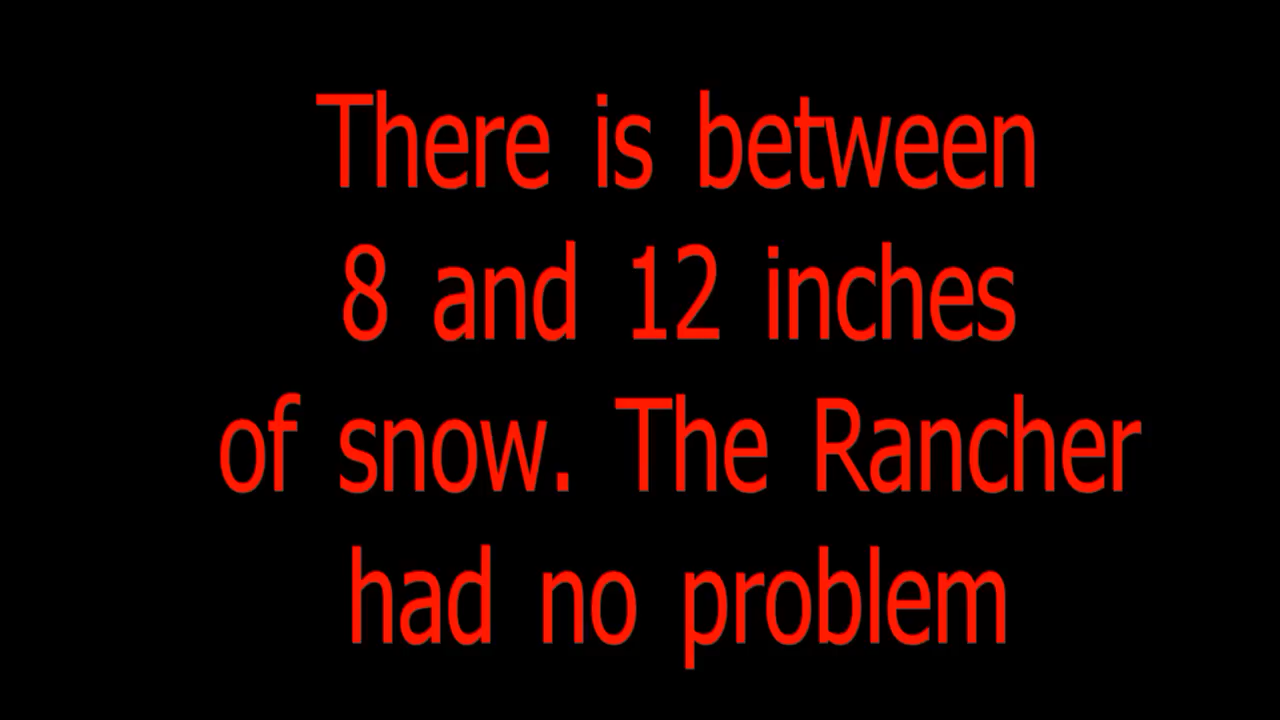 There is between
8 and 12 inches
of snow. The Rancher
had no problem